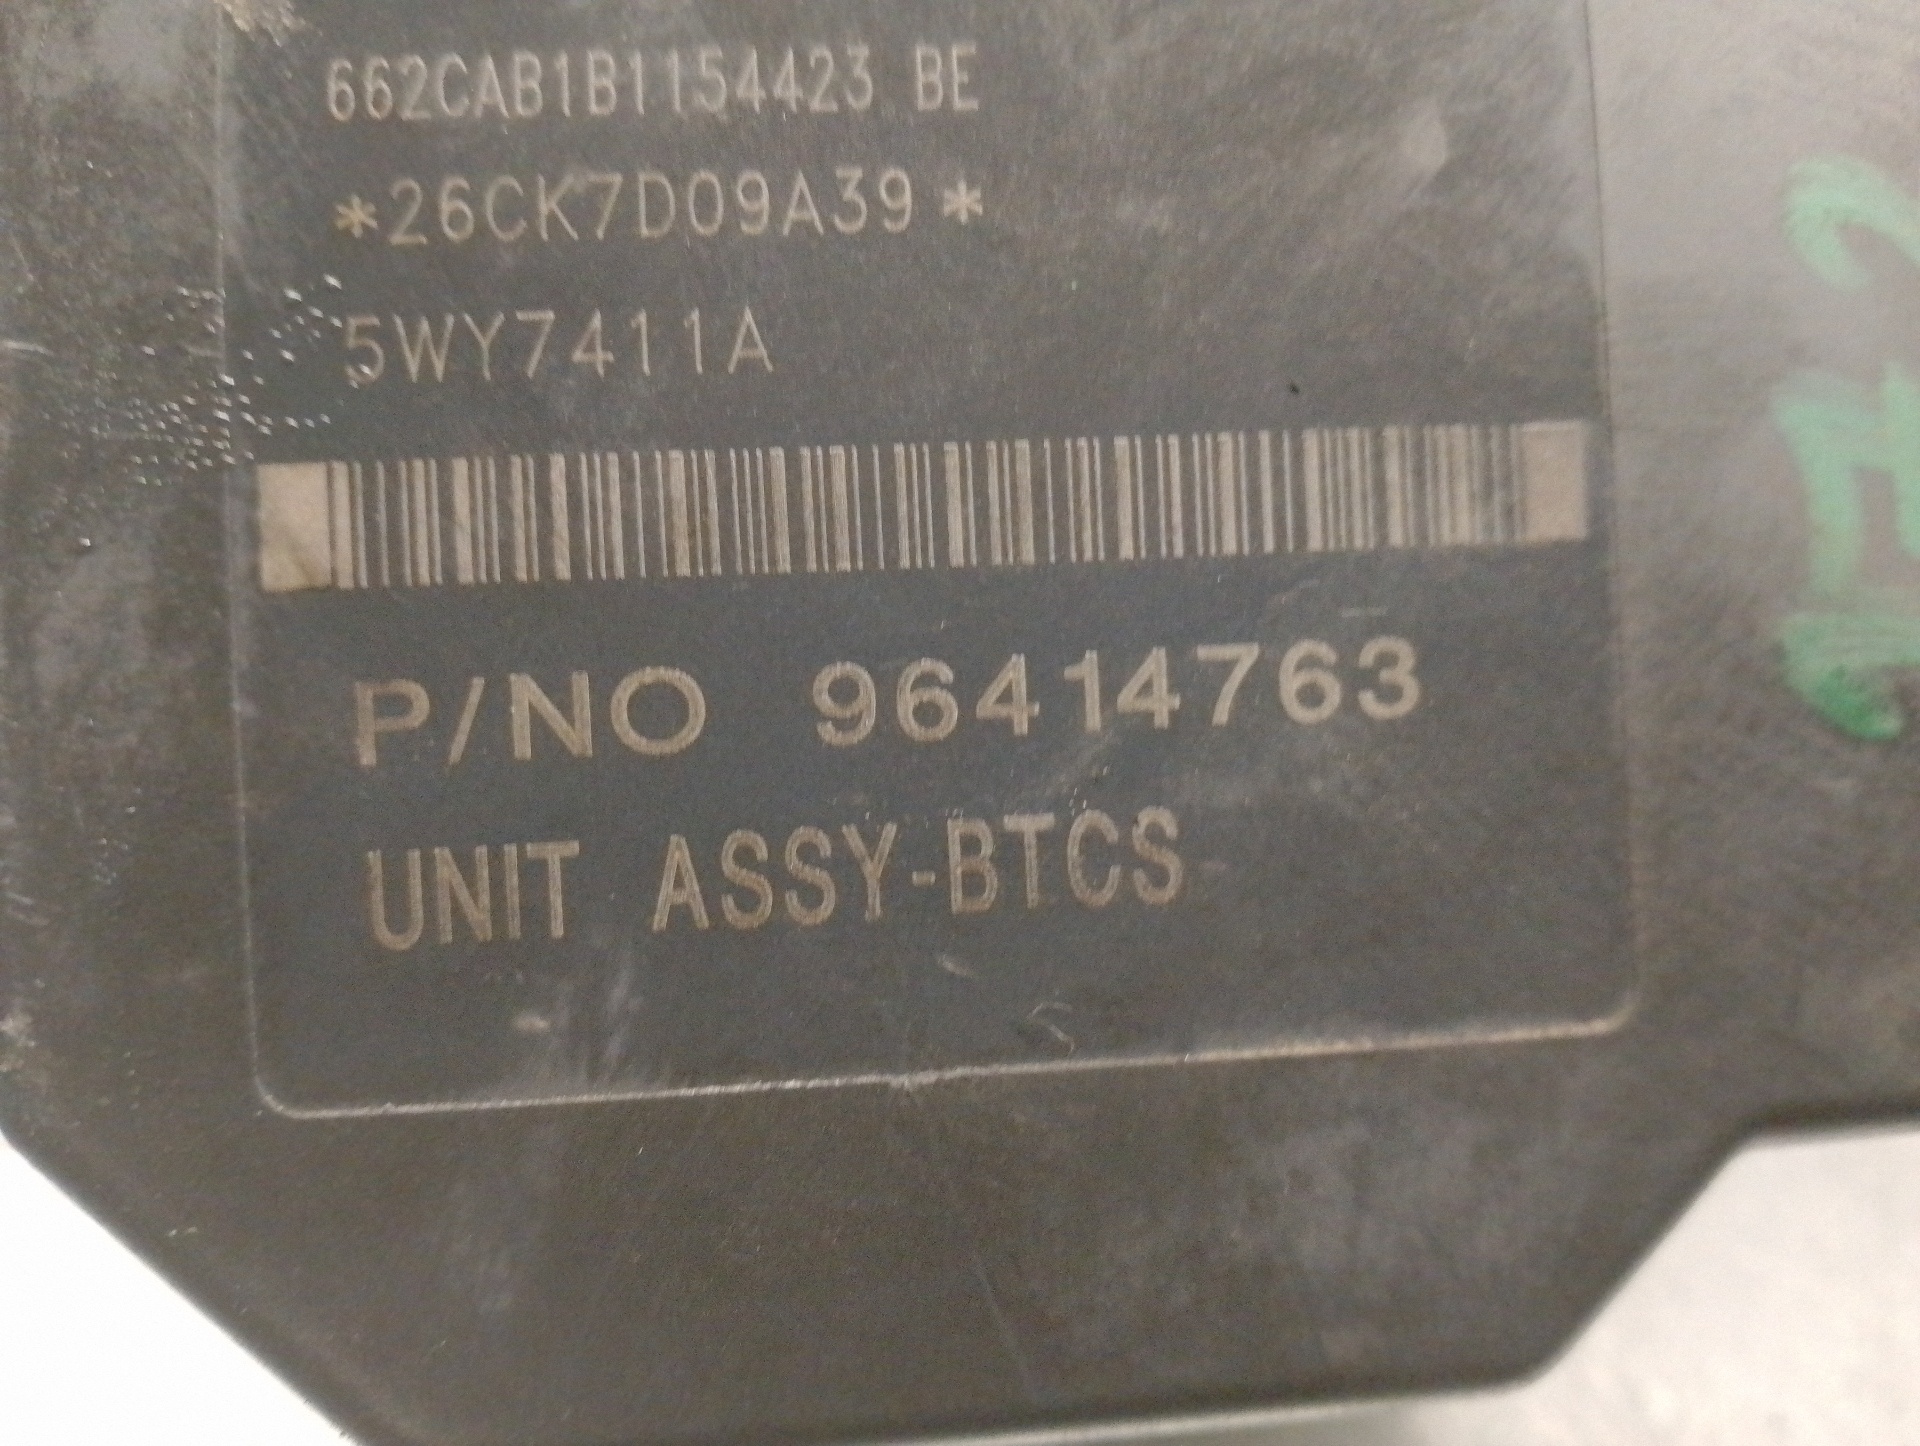 662CAB1B1154423 BE
*26CK7D09A39*
5WY7411A
P/NO 96414763
UNIT ASSY-BTCS